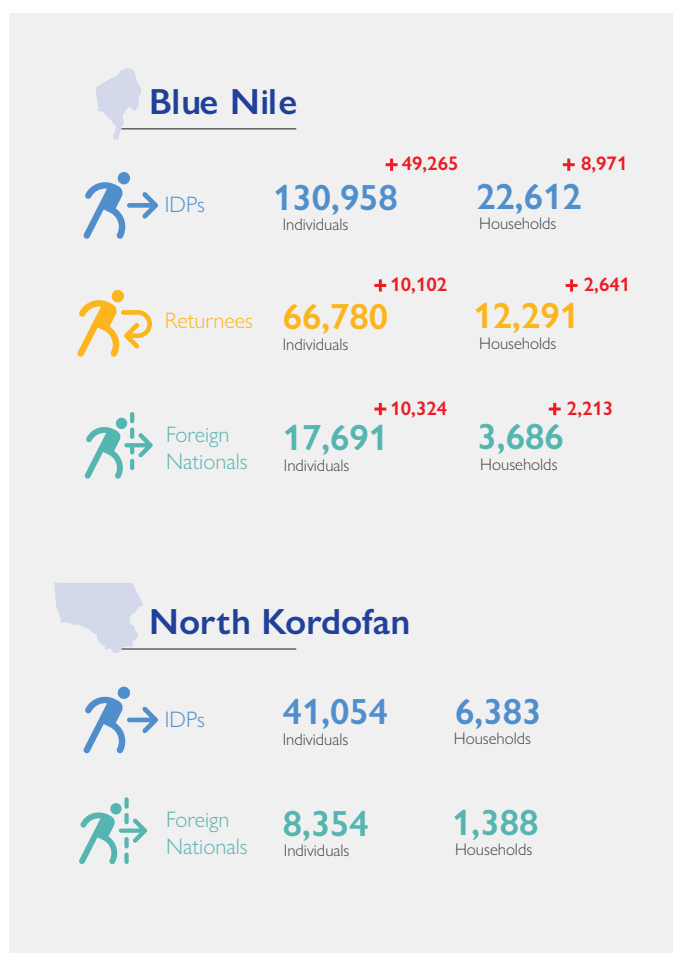 Blue Nile
+ 49,265 + 8,971
IDPs 130,958 22,612
Individuals Households
+ 10,102 + 2,641
Returnees 66,780 12,291
Individuals Households
+ 10,324 + 2,213
Foreign 17,691 3,686
Nationals Individuals Households
North Kordofan
IDPs 41,054 6,383
Individuals Households
Foreign 8,354 1,388
Nationals Individuals Households